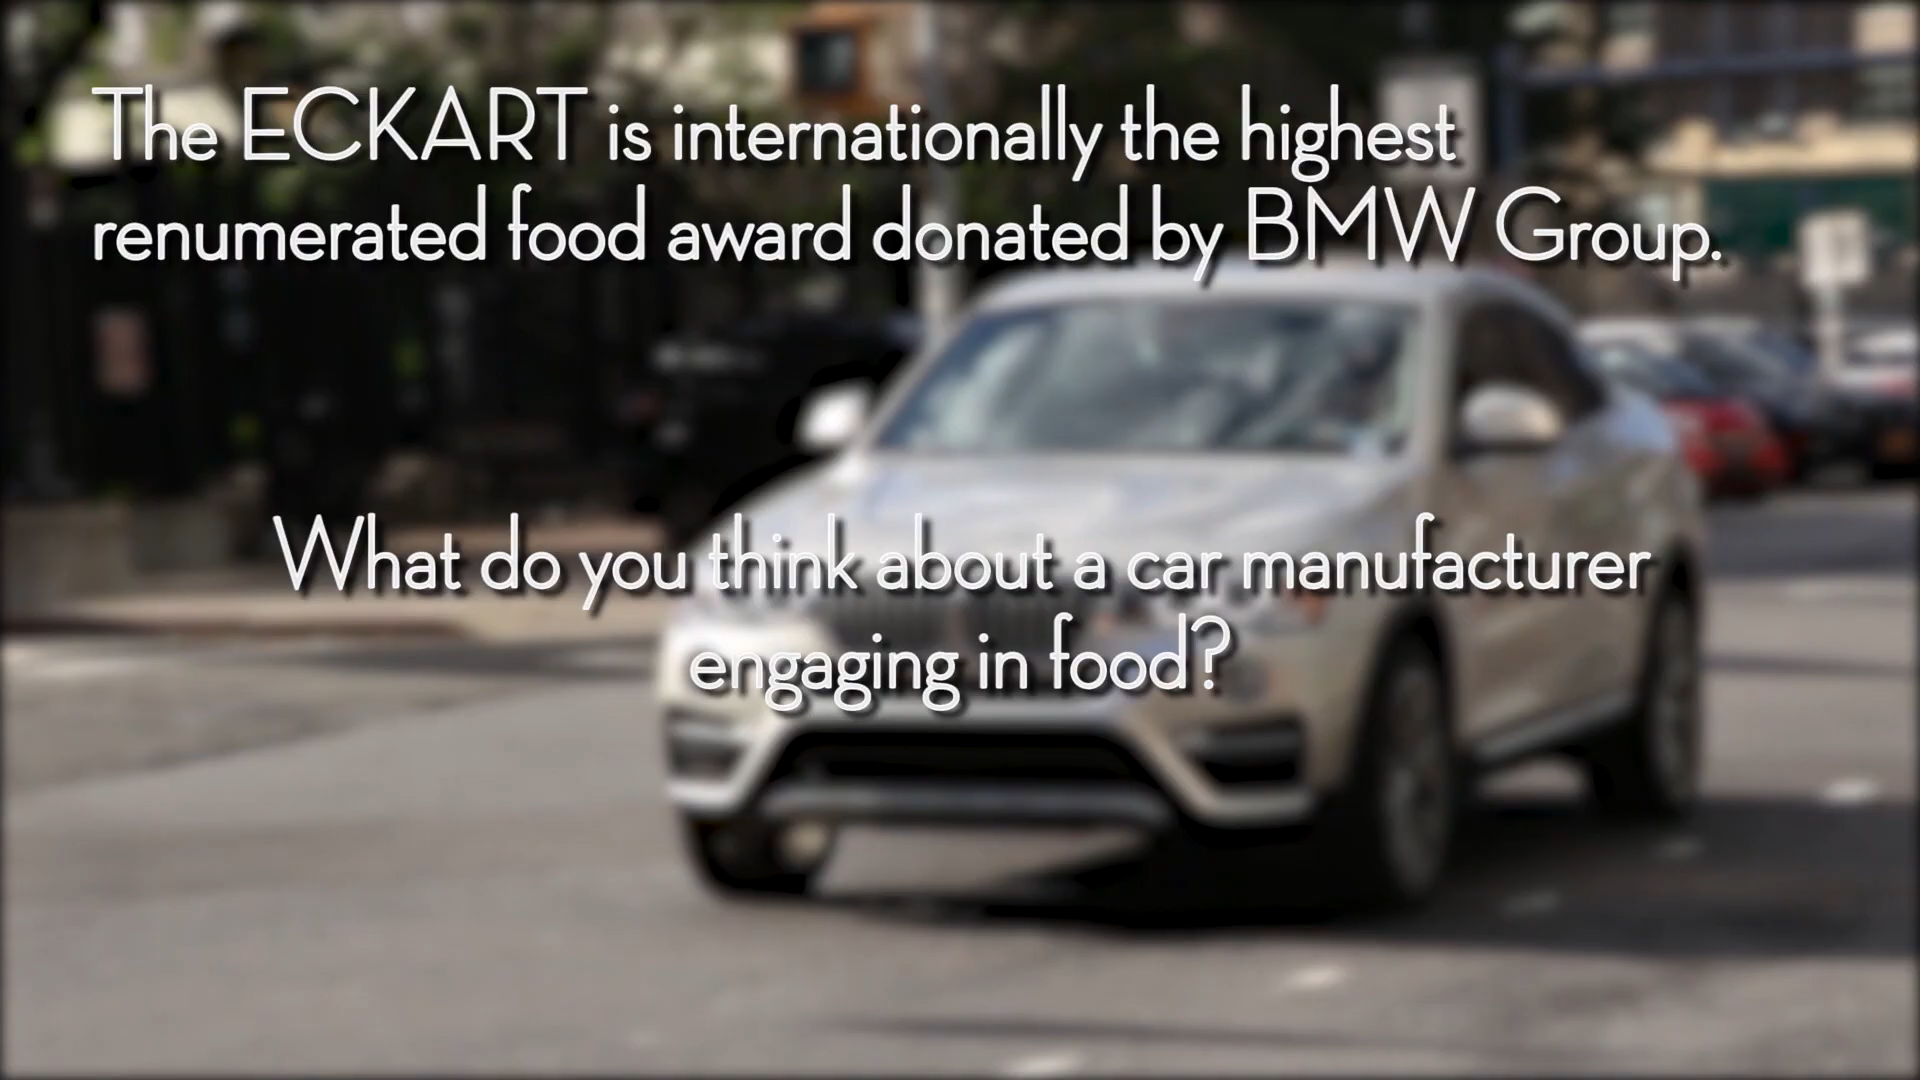 The ECKART is internationally the highest
renumerated food award donated by BMW Group.
What do you think about a car manufacturer
engaging in food?